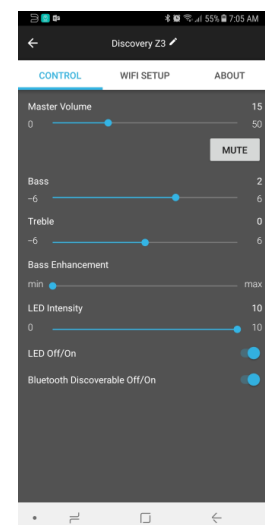 55% 7:05 AM
Discovery Z3
CONTROL WIFI SETUP ABOUT
Master Volume 15
0 50
MUTE
Bass 2
-6 6
Treble 0
-6 6
Bass Enhancement
min max
LED Intensity 10
0 10
LED Off/On
Bluetooth Discoverable Off/On